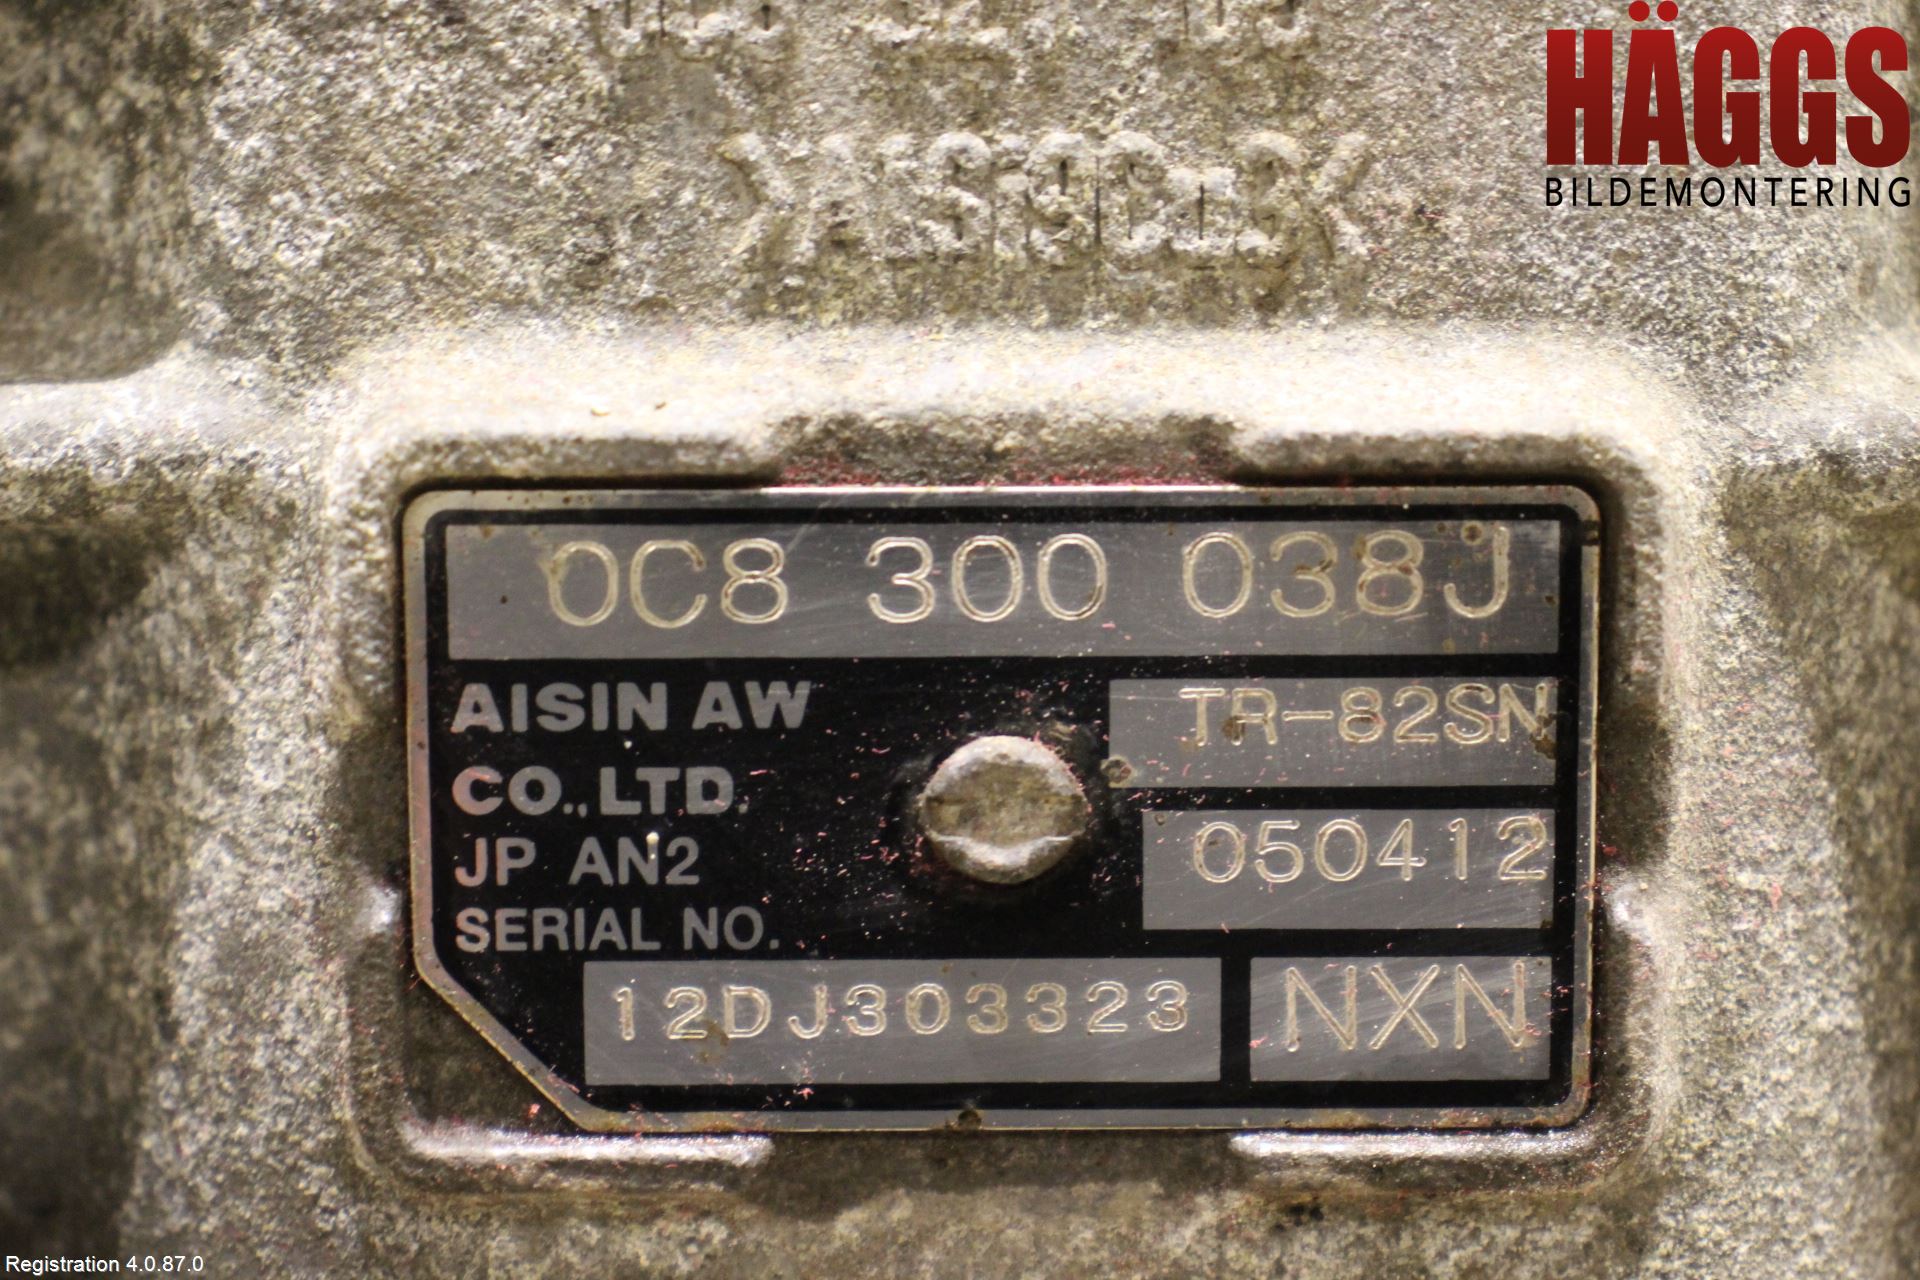 HÄGGS
BILDEMONTERING
0C8 300 038J
AISIN AW
CO.,LTD.
JP AN2
SERIAL NO.
TR-82SN
050412
12DJ303323
NXN
Registration 4.0.87.0